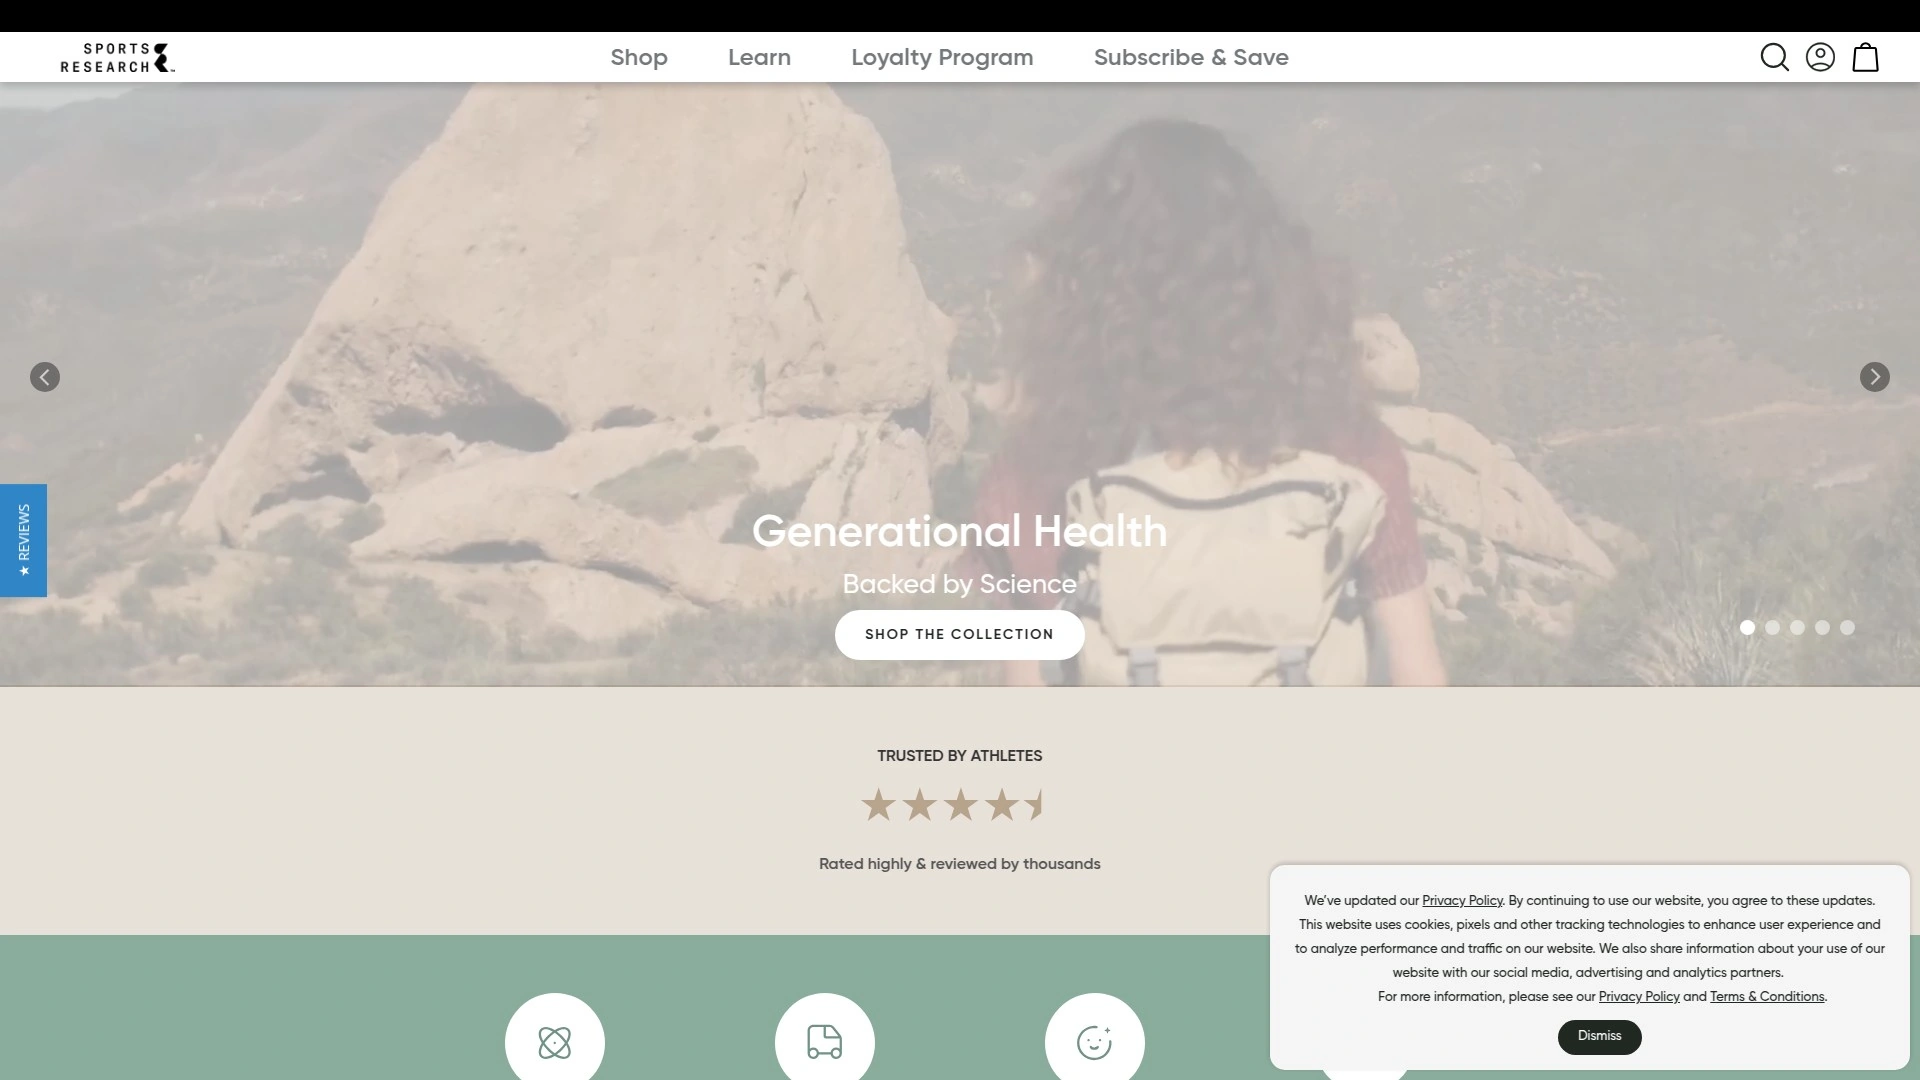 SPORTS
RESEARCH
Shop
Learn
Loyalty Program
Subscribe & Save
Generational Health
Backed by Science
SHOP THE COLLECTION
★ REVIEWS
TRUSTED BY ATHLETES
Rated highly & reviewed by thousands
We've updated our Privacy Policy. By continuing to use our website, you agree to these updates.
This website uses cookies, pixels and other tracking technologies to enhance user experience and
to analyze performance and traffic on our website. We also share information about your use of our
website with our social media, advertising and analytics partners.
For more information, please see our Privacy Policy and Terms & Conditions.
Dismiss